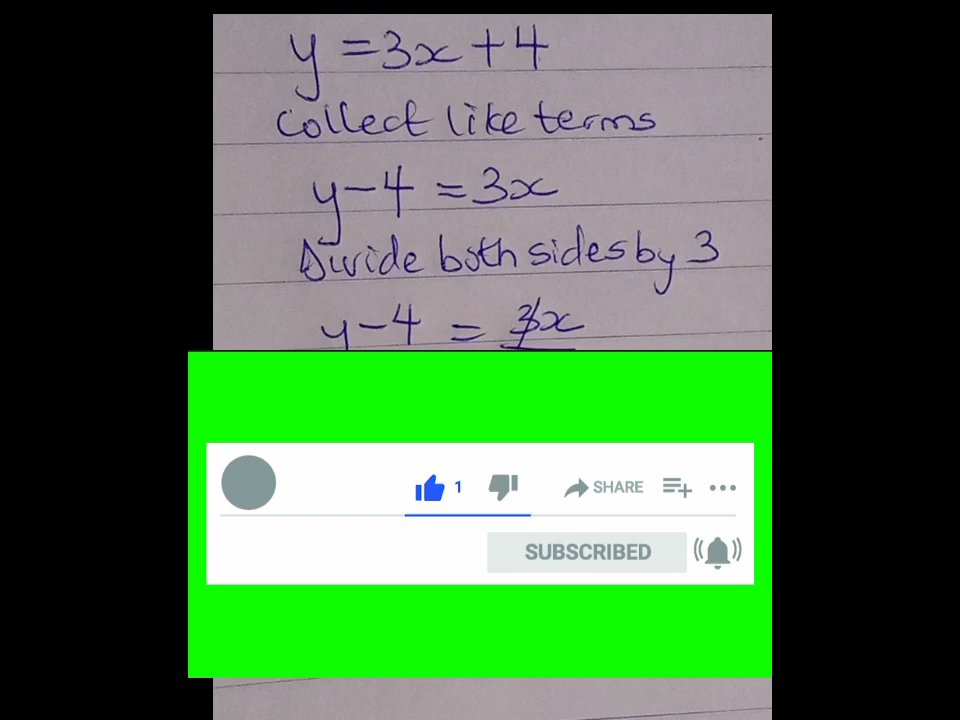 y = 3x + 4
Collect like terms
y - 4 = 3x
Divide both sides by 3
y - 4 = 3x
1 SHARE
SUBSCRIBED